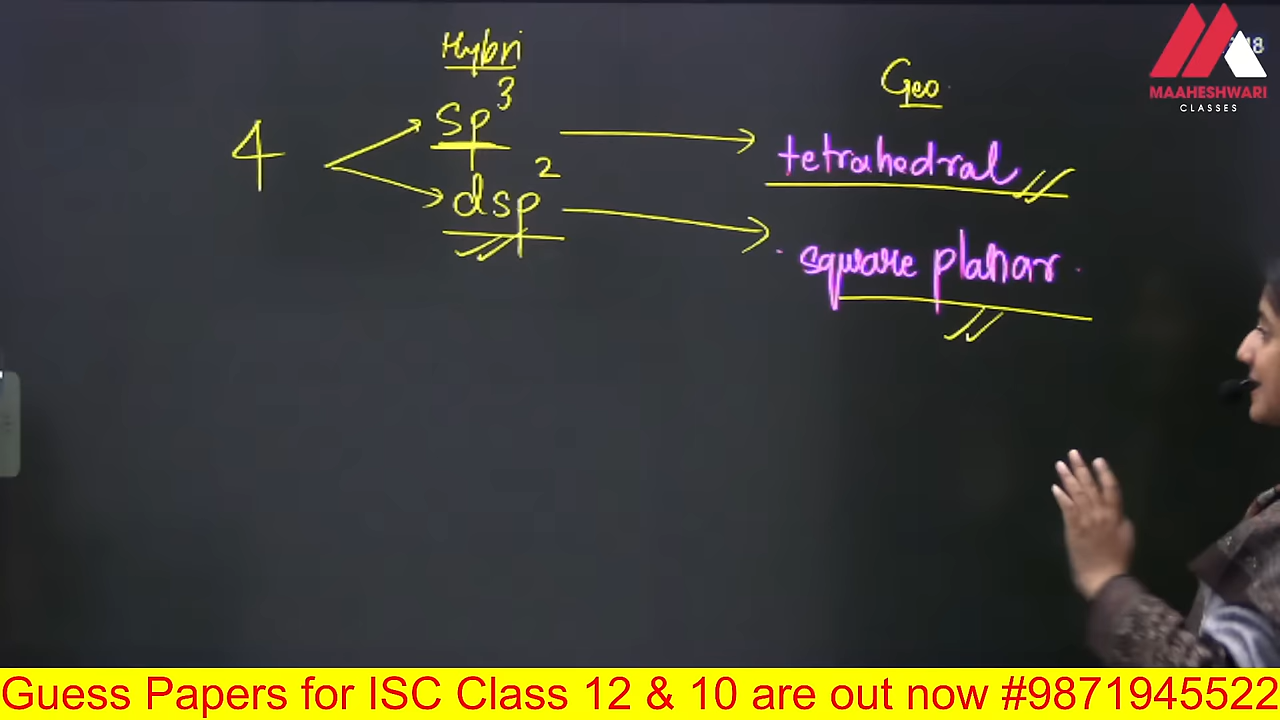 Hybri
Geo
MAAHESHWARI
CLASSES
4
sp³
tetrahedral
dsp²
square planar
Guess Papers for ISC Class 12 & 10 are out now #9871945522